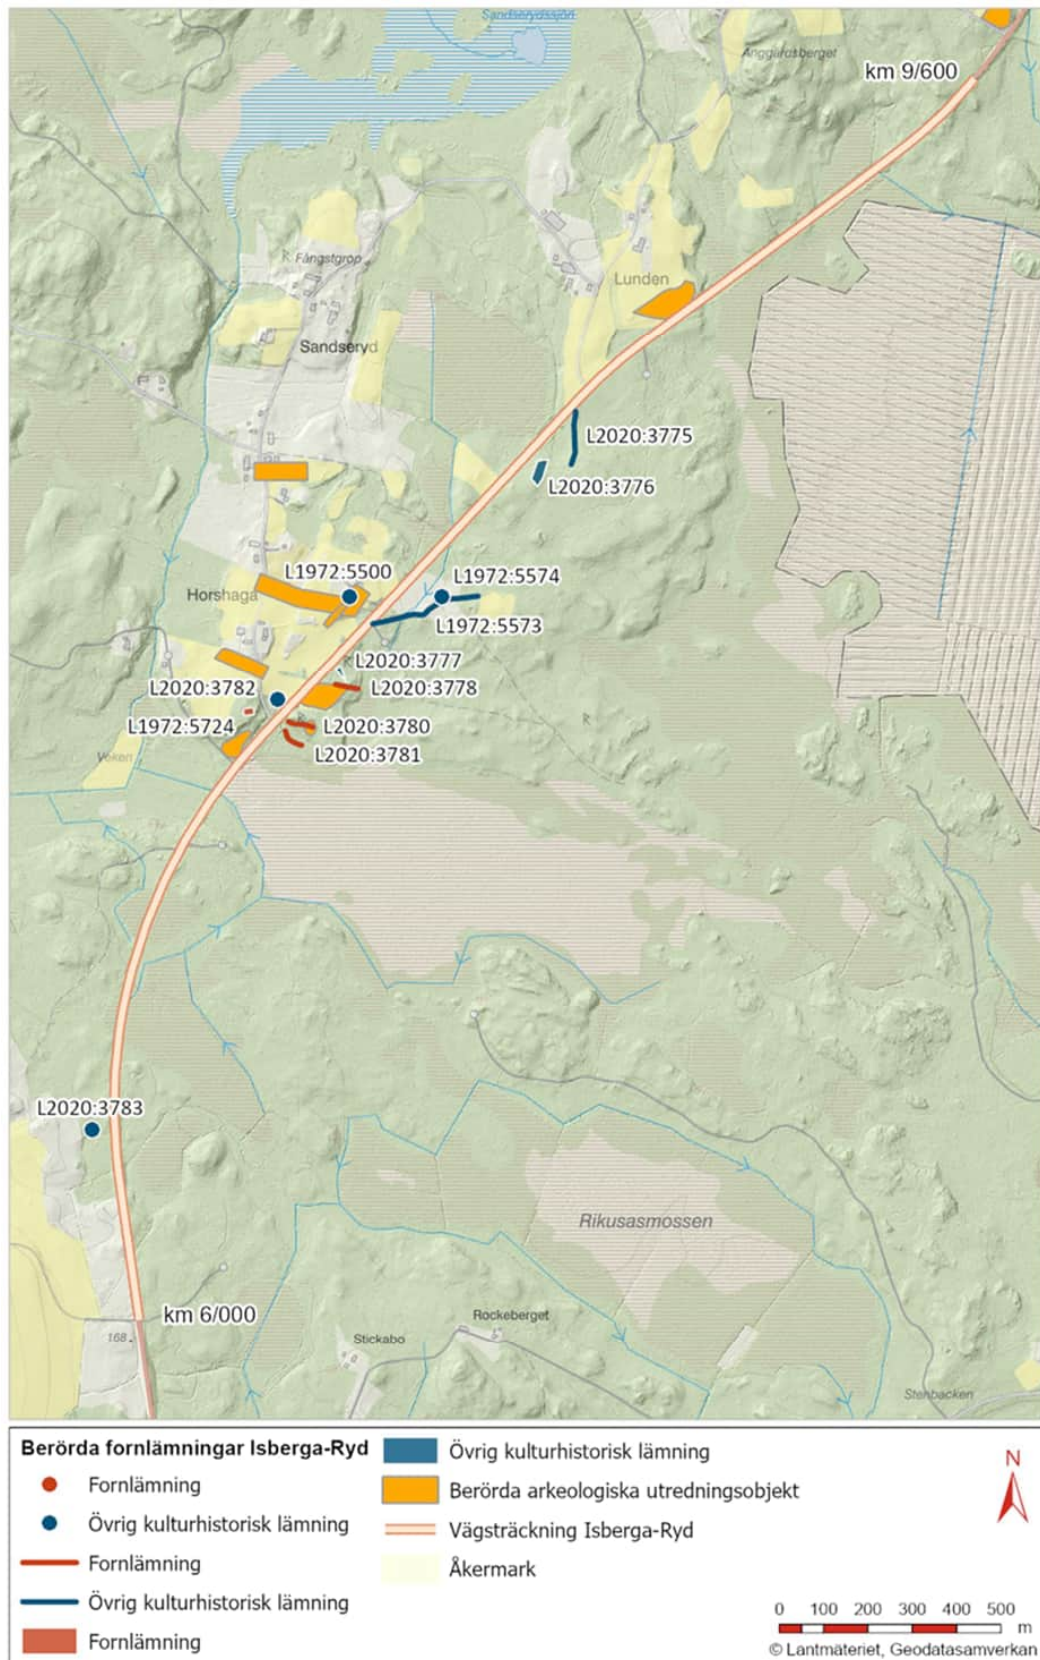 Sandserydssjön
Ängglärdsberget
km 9/600
Fångstgrop
Lunden
Sandseryd
L2020:3775
L2020:3776
L1972:5500
L1972:5574
Horshaga
L1972:5573
L2020:3777
L2020:3782
L2020:3778
L1972:5724
L2020:3780
L2020:3781
Veken
L2020:3783
Rikusasmossen
km 6/000
Rockeberget
168
Stickabo
Stenbacken
Berörda fornlämningar Isberga-Ryd
Fornlämning
Övrig kulturhistorisk lämning
Fornlämning
Övrig kulturhistorisk lämning
Fornlämning
Övrig kulturhistorisk lämning
Berörda arkeologiska utredningsobjekt
Vägsträckning Isberga-Ryd
Åkermark
N
0 100 200 300 400 500
m
© Lantmäteriet, Geodatasamverkan